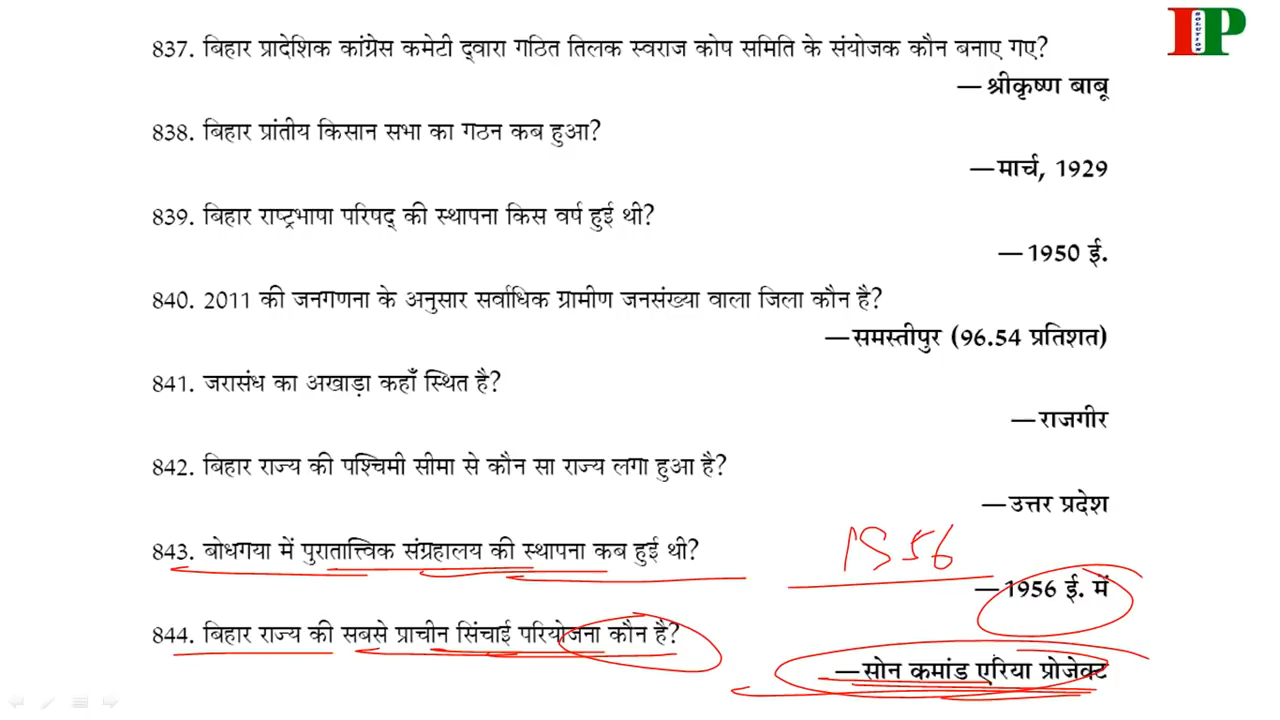 IP
SOLUTION
837. बिहार प्रादेशिक कांग्रेस कमेटी द्वारा गठित तिलक स्वराज कोष समिति के संयोजक कौन बनाए गए?
—श्रीकृष्ण बाबू
838. बिहार प्रांतीय किसान सभा का गठन कब हुआ?
—मार्च, 1929
839. बिहार राष्ट्रभाषा परिषद् की स्थापना किस वर्ष हुई थी?
—1950 ई.
840. 2011 की जनगणना के अनुसार सर्वाधिक ग्रामीण जनसंख्या वाला जिला कौन है?
—समस्तीपुर (96.54 प्रतिशत)
841. जरासंध का अखाड़ा कहाँ स्थित है?
—राजगीर
842. बिहार राज्य की पश्चिमी सीमा से कौन सा राज्य लगा हुआ है?
—उत्तर प्रदेश
843. बोधगया में पुरातात्त्विक संग्रहालय की स्थापना कब हुई थी?
1956
—1956 ई. में
844. बिहार राज्य की सबसे प्राचीन सिंचाई परियोजना कौन है?
—सोन कमांड एरिया प्रोजेक्ट